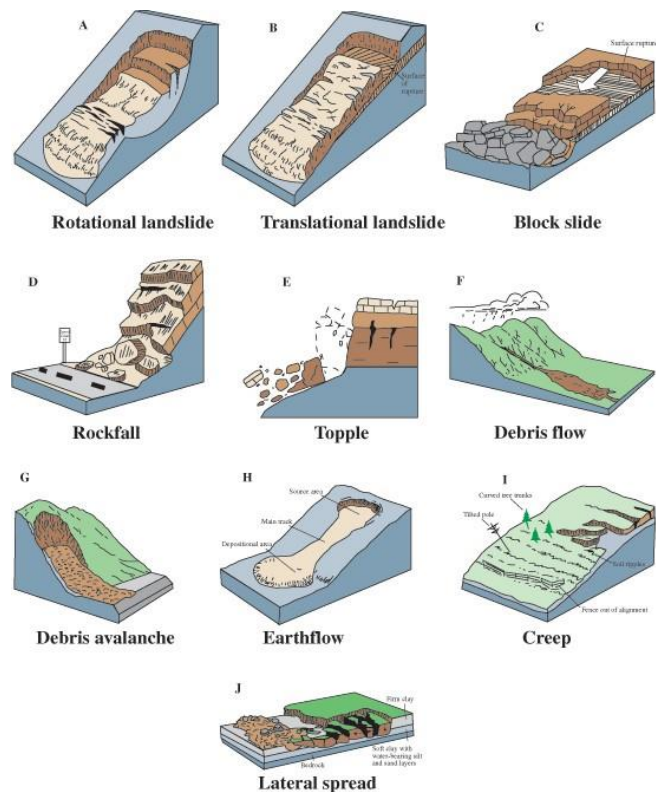 A
B
C
Surface rupture
Surface
of
rupture
Rotational landslide
Translational landslide
Block slide
D
E
F
Rockfall
Topple
Debris flow
G
H
I
Source area
Main track
Depositional area
Curved tree trunks
Tilted pole
Soil ripples
Fence out of alignment
Debris avalanche
Earthflow
Creep
J
Firm clay
Soft clay with
water-bearing silt
and sand layers
Bedrock
Lateral spread